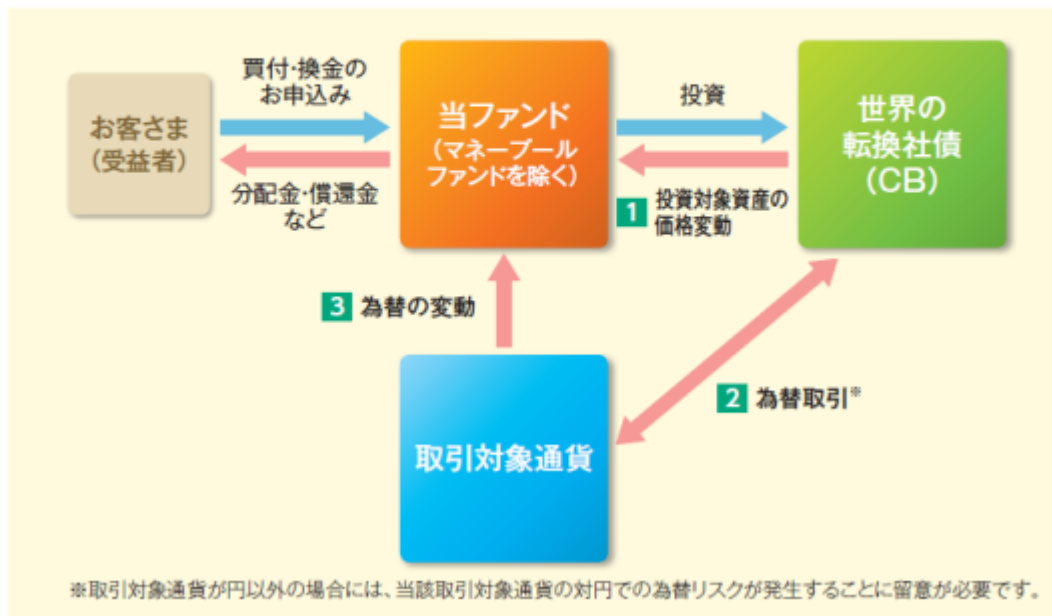 お客さま
(受益者)
買付・換金の
お申込み
分配金・償還金
など
当ファンド
(マネープール
ファンドを除く)
投資
1 投資対象資産の
価格変動
世界の
転換社債
(CB)
3 為替の変動
2 為替取引※
取引対象通貨
※取引対象通貨が円以外の場合には、当該取引対象通貨の対円での為替リスクが発生することに留意が必要です。